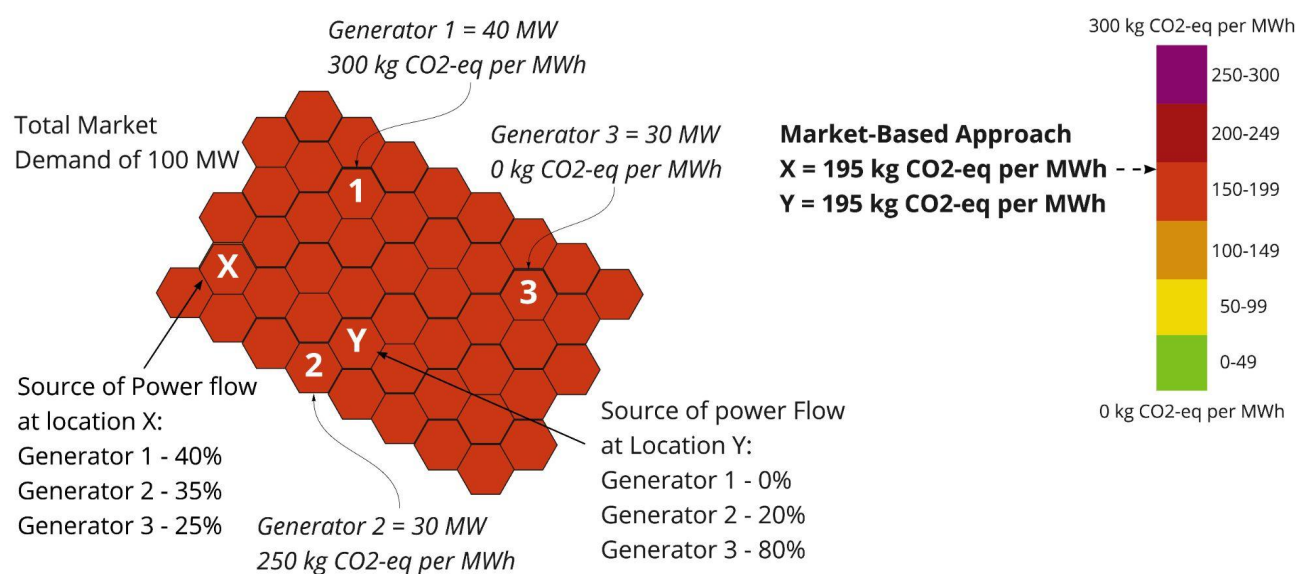 Generator 1 = 40 MW
300 kg CO2-eq per MWh
Total Market
Demand of 100 MW
Generator 3 = 30 MW
0 kg CO2-eq per MWh
1
X
3
2
Y
Source of Power flow
at location X:
Generator 1 - 40%
Generator 2 - 35%
Generator 3 - 25%
Generator 2 = 30 MW
250 kg CO2-eq per MWh
Source of power Flow
at Location Y:
Generator 1 - 0%
Generator 2 - 20%
Generator 3 - 80%
Market-Based Approach
X = 195 kg CO2-eq per MWh
Y = 195 kg CO2-eq per MWh
300 kg CO2-eq per MWh
250-300
200-249
150-199
100-149
50-99
0-49
0 kg CO2-eq per MWh